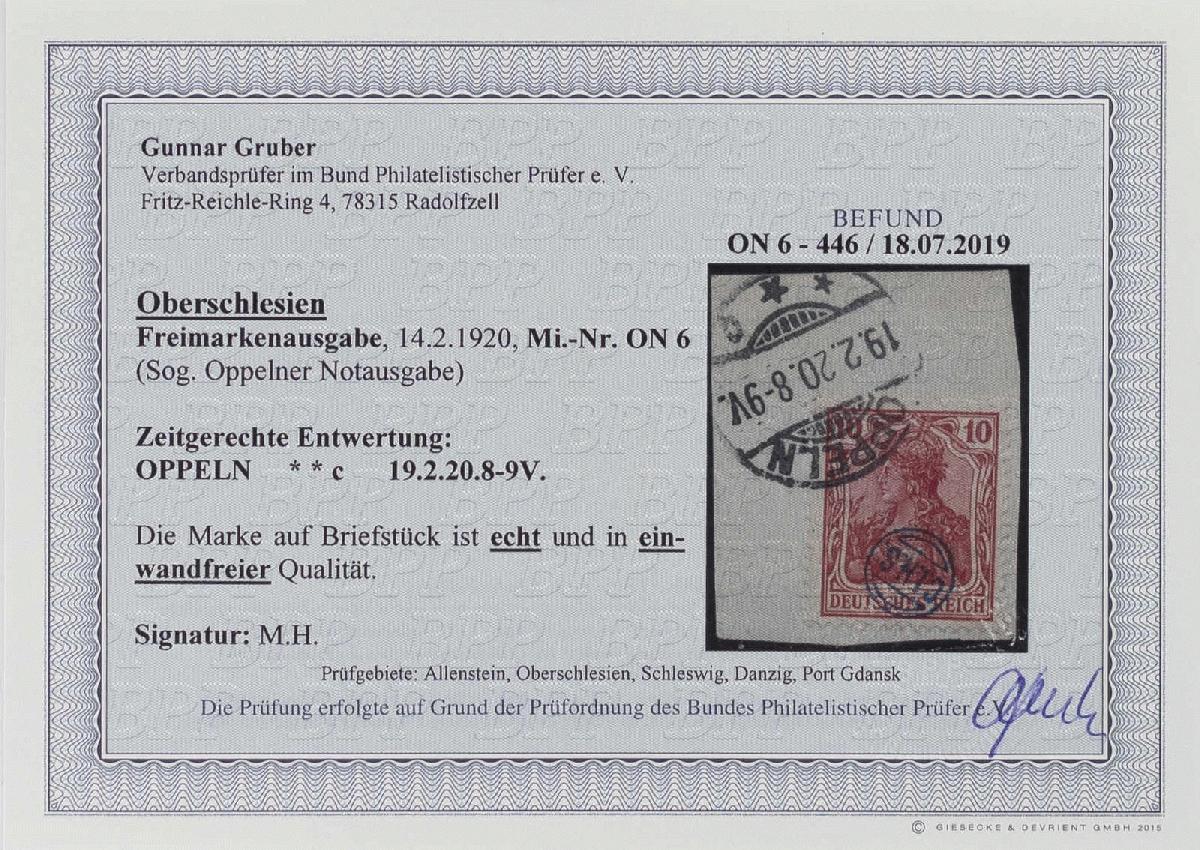 Gunnar Gruber
Verbandsprüfer im Bund Philatelistischer Prüfer e. V.
Fritz-Reichle-Ring 4, 78315 Radolfzell
BEFUND
ON 6 - 446 / 18.07.2019
Oberschlesien
Freimarkenausgabe, 14.2.1920, Mi.-Nr. ON 6
(Sog. Oppelner Notausgabe)
Zeitgerechte Entwertung:
OPPELN * * c 19.2.20.8-9V.
Die Marke auf Briefstück ist echt und in ein-
wandfreier Qualität.
Signatur: M.H.
19.2.20.8-9V.
OPPELN
10
C.I.H.S.
DEUTSCHES REICH
Prüfgebiete: Allenstein, Oberschlesien, Schleswig, Danzig, Port Gdansk
Die Prüfung erfolgte auf Grund der Prüfordnung des Bundes Philatelistischer Prüfer e.V.
© GIESECKE & DEVRIENT GMBH 2015